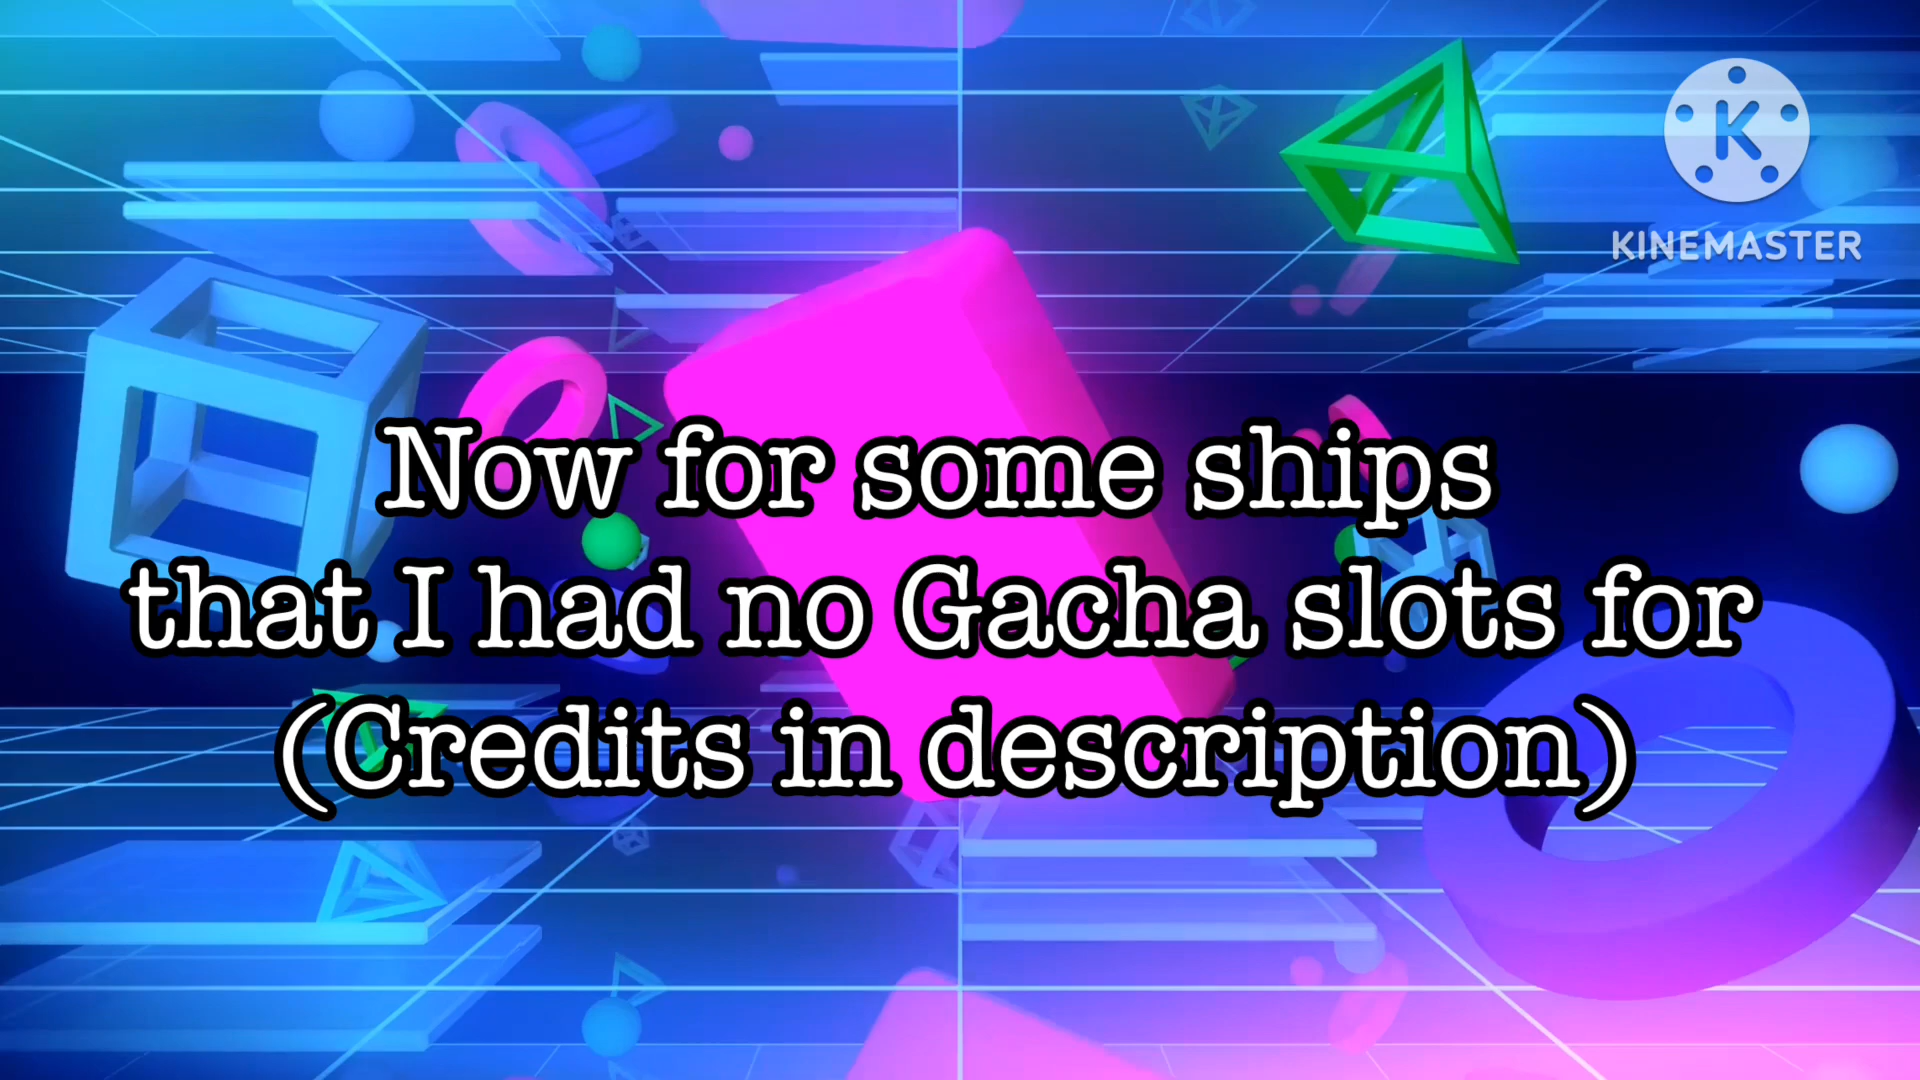 K
KINEMASTER
Now for some ships
that I had no Gacha slots for
(Credits in description)